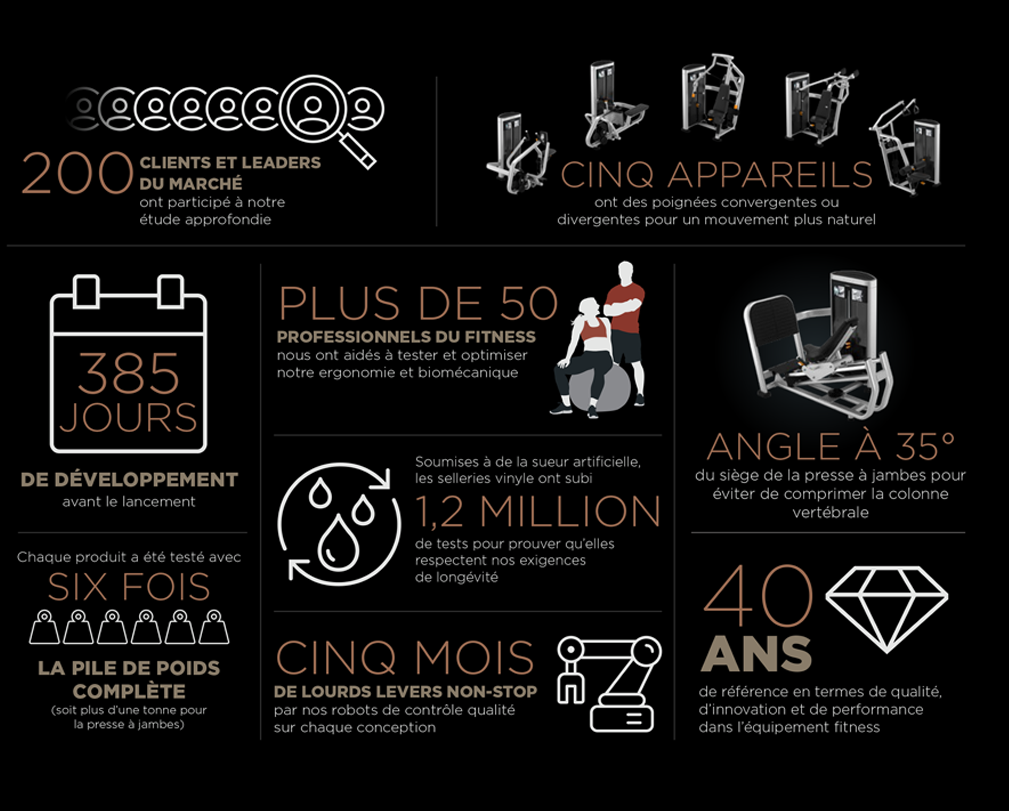 200
CLIENTS ET LEADERS
DU MARCHÉ
ont participé à notre
étude approfondie
CINQ APPAREILS
ont des poignées convergentes ou
divergentes pour un mouvement plus naturel
385
JOURS
DE DÉVELOPPEMENT
avant le lancement
PLUS DE 50
PROFESSIONNELS DU FITNESS
nous ont aidés à tester et optimiser
notre ergonomie et biomécanique
ANGLE À 35°
du siège de la presse à jambes pour
éviter de comprimer la colonne
vertébrale
Soumises à de la sueur artificielle,
les selleries vinyle ont subi
1,2 MILLION
de tests pour prouver qu'elles
respectent nos exigences
de longévité
Chaque produit a été testé avec
SIX FOIS
LA PILE DE POIDS
COMPLÈTE
(soit plus d'une tonne pour
la presse à jambes)
CINQ MOIS
DE LOURDS LEVERS NON-STOP
par nos robots de contrôle qualité
sur chaque conception
40
ANS
de référence en termes de qualité,
d'innovation et de performance
dans l'équipement fitness